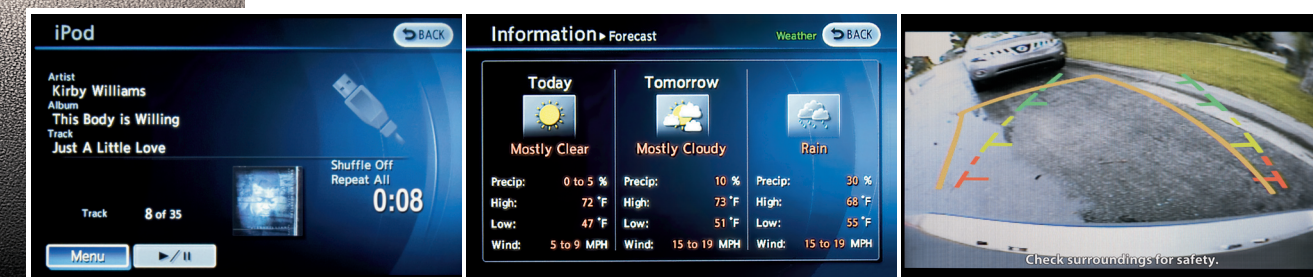 iPod
BACK
Artist
Kirby Williams
Album
This Body is Willing
Track
Just A Little Love
Shuffle Off
Repeat All
0:08
Track 8 of 35
Menu
Information ▸ Forecast Weather BACK
Today Tomorrow
Mostly Clear Mostly Cloudy Rain
Precip: 0 to 5 % Precip: 10 % Precip: 30 %
High: 72 °F High: 73 °F High: 68 °F
Low: 47 °F Low: 51 °F Low: 55 °F
Wind: 5 to 9 MPH Wind: 15 to 19 MPH Wind: 15 to 19 MPH
Check surroundings for safety.